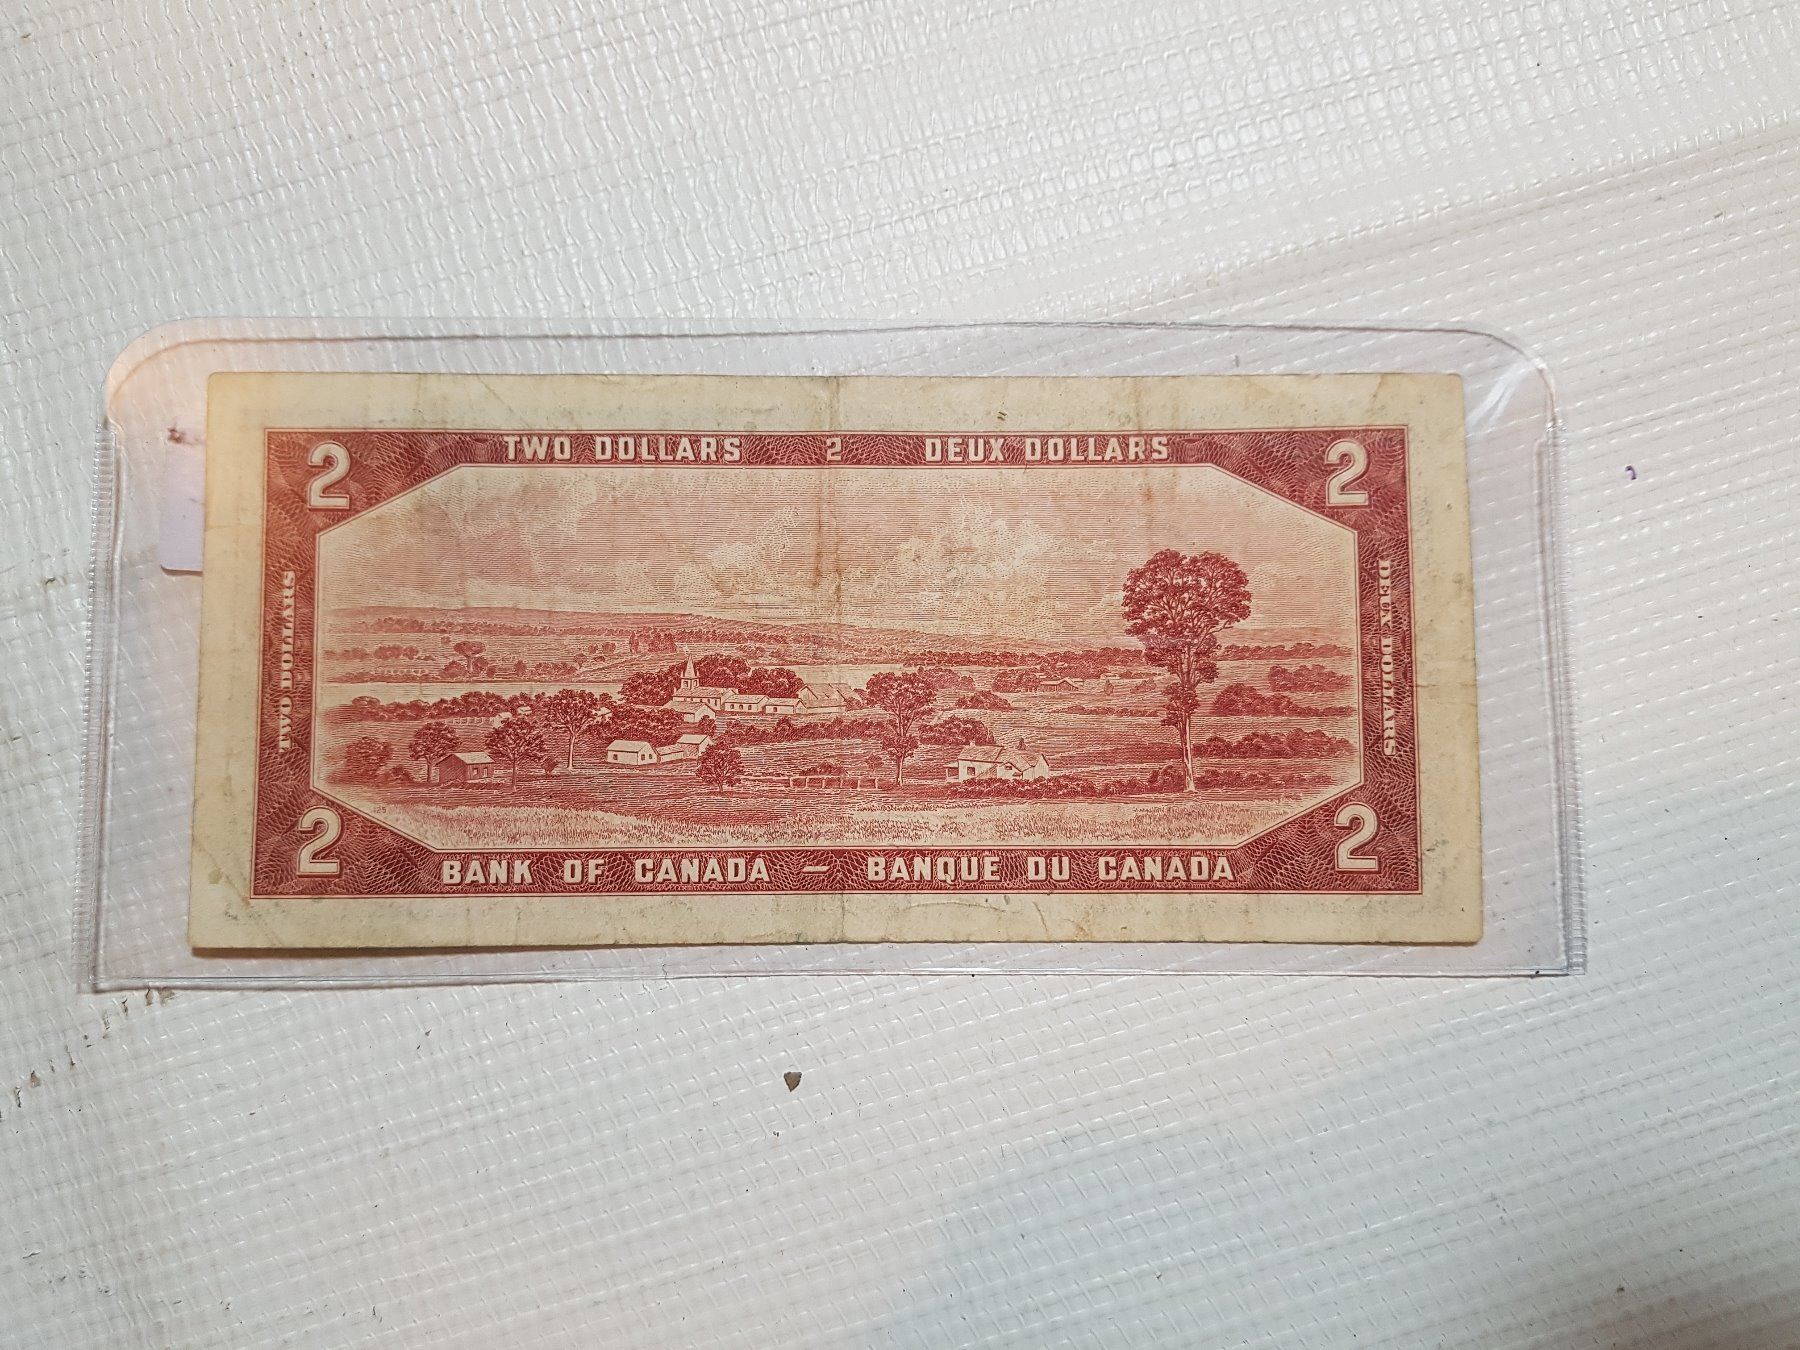 TWO DOLLARS 2 DEUX DOLLARS
2 2
TWO DOLLARS
DEUX DOLLARS
2 2
BANK OF CANADA – BANQUE DU CANADA